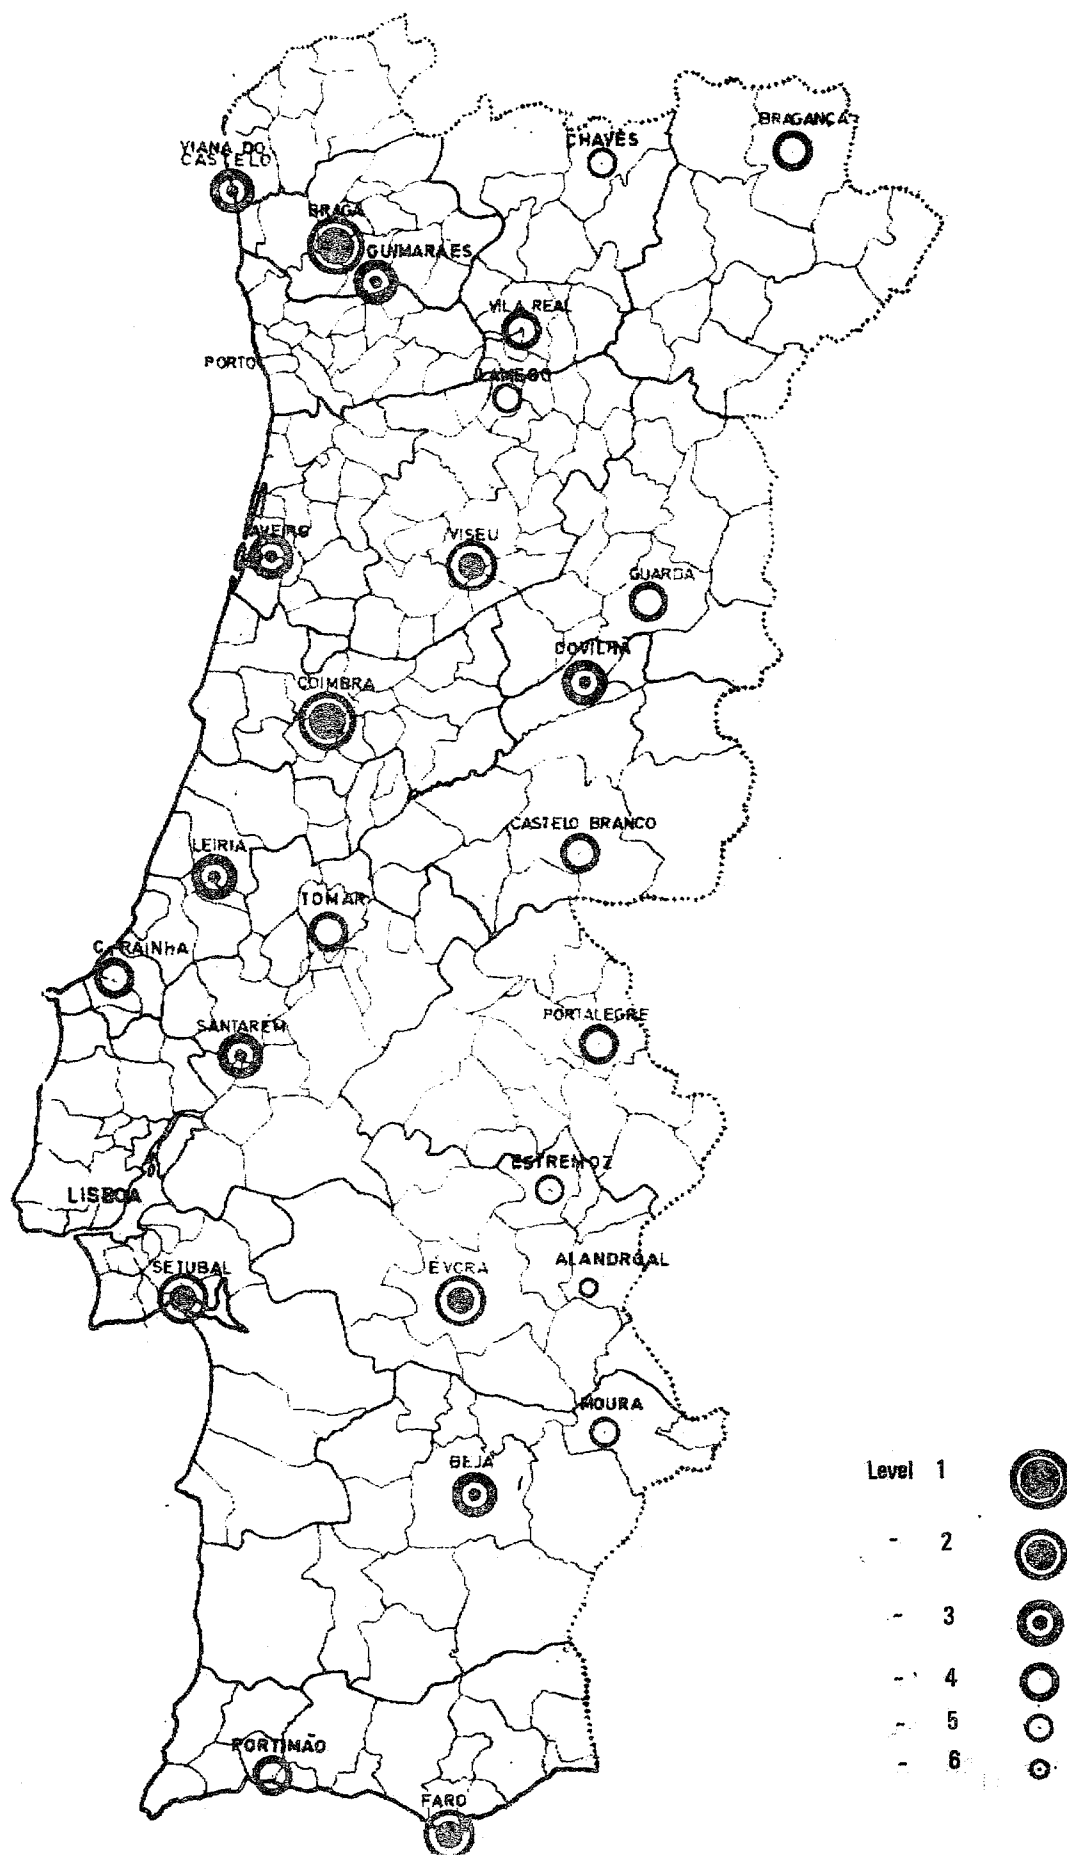 BRAGANÇA
CHAVES
VIANA DO
CASTELO
BRAGA
GUIMARAES
VILA REAL
PORTO
LAMEGO
AVEIRO
VISEU
GUARDA
COVILHÃ
COIMBRA
CASTELO BRANCO
LEIRIA
TOMAR
C. RAINHA
PORTALEGRE
SANTAREM
ESTREMOZ
LISBOA
ALANDROAL
SETUBAL
EVORA
MOURA
BEJA
Level 1
- 2
- 3
- 4
- 5
- 6
PORTIMÃO
FARO